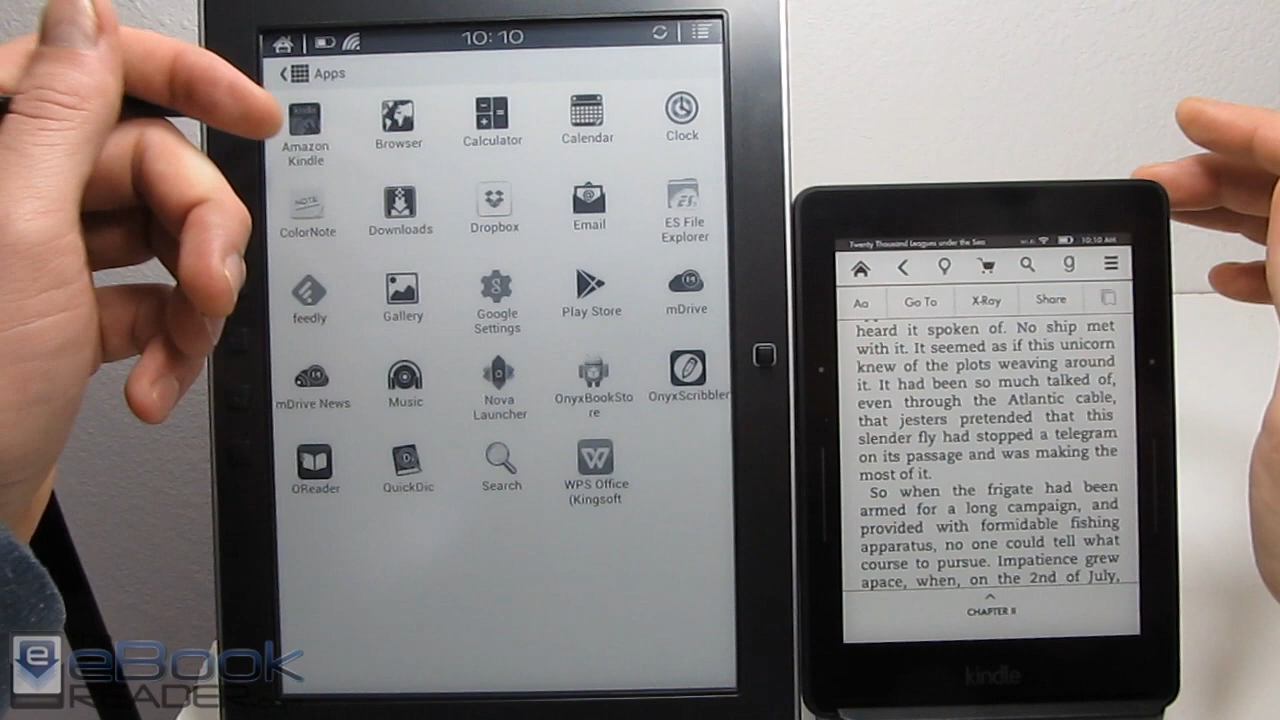 10:10
Apps
Amazon
Kindle
Browser
Calculator
Calendar
Clock
NOTE
ColorNote
Downloads
Dropbox
Email
ES File
Explorer
feedly
Gallery
Google
Settings
Play Store
mDrive
mDrive News
Music
Nova
Launcher
OnyxBookSto
re
OnyxScribbler
OReader
QuickDic
Search
WPS Office
(Kingsoft
Twenty Thousand Leagues under the Sea
10:10 AM
g
Aa
Go To
X-Ray
Share
heard it spoken of. No ship met
with it. It seemed as if this unicorn
knew of the plots weaving around
it. It had been so much talked of,
even through the Atlantic cable,
that jesters pretended that this
slender fly had stopped a telegram
on its passage and was making the
most of it.
So when the frigate had been
armed for a long campaign, and
provided with formidable fishing
apparatus, no one could tell what
course to pursue. Impatience grew
apace, when, on the 2nd of July,
CHAPTER II
kindle
e
eBook
READER